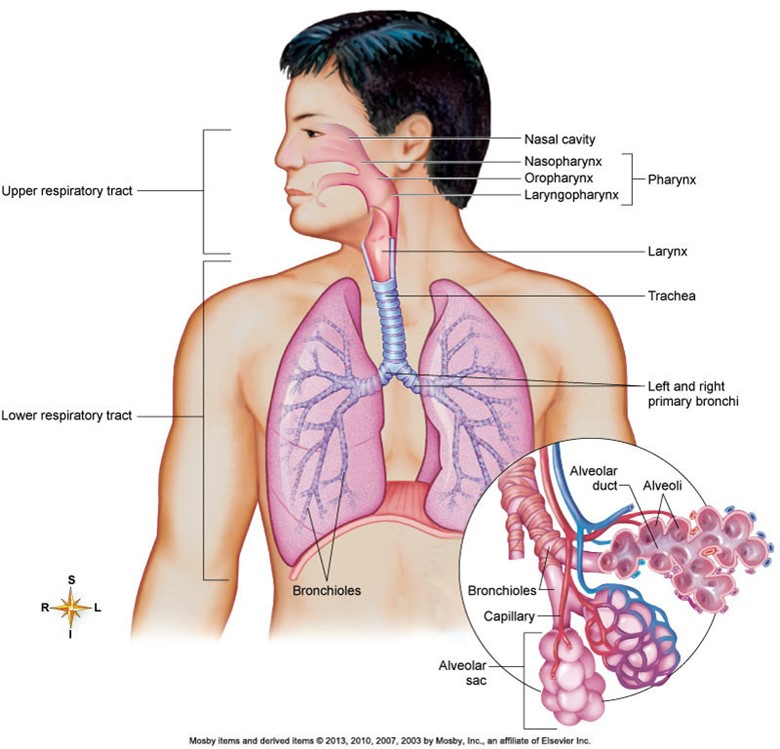 Nasal cavity
Nasopharynx
Oropharynx
Laryngopharynx
Pharynx
Upper respiratory tract
Larynx
Trachea
Left and right
primary bronchi
Lower respiratory tract
Alveolar
duct
Alveoli
Bronchioles
Bronchioles
Capillary
Alveolar
sac
S
R L
I
Mosby items and derived items © 2013, 2010, 2007, 2003 by Mosby, Inc., an affiliate of Elsevier Inc.